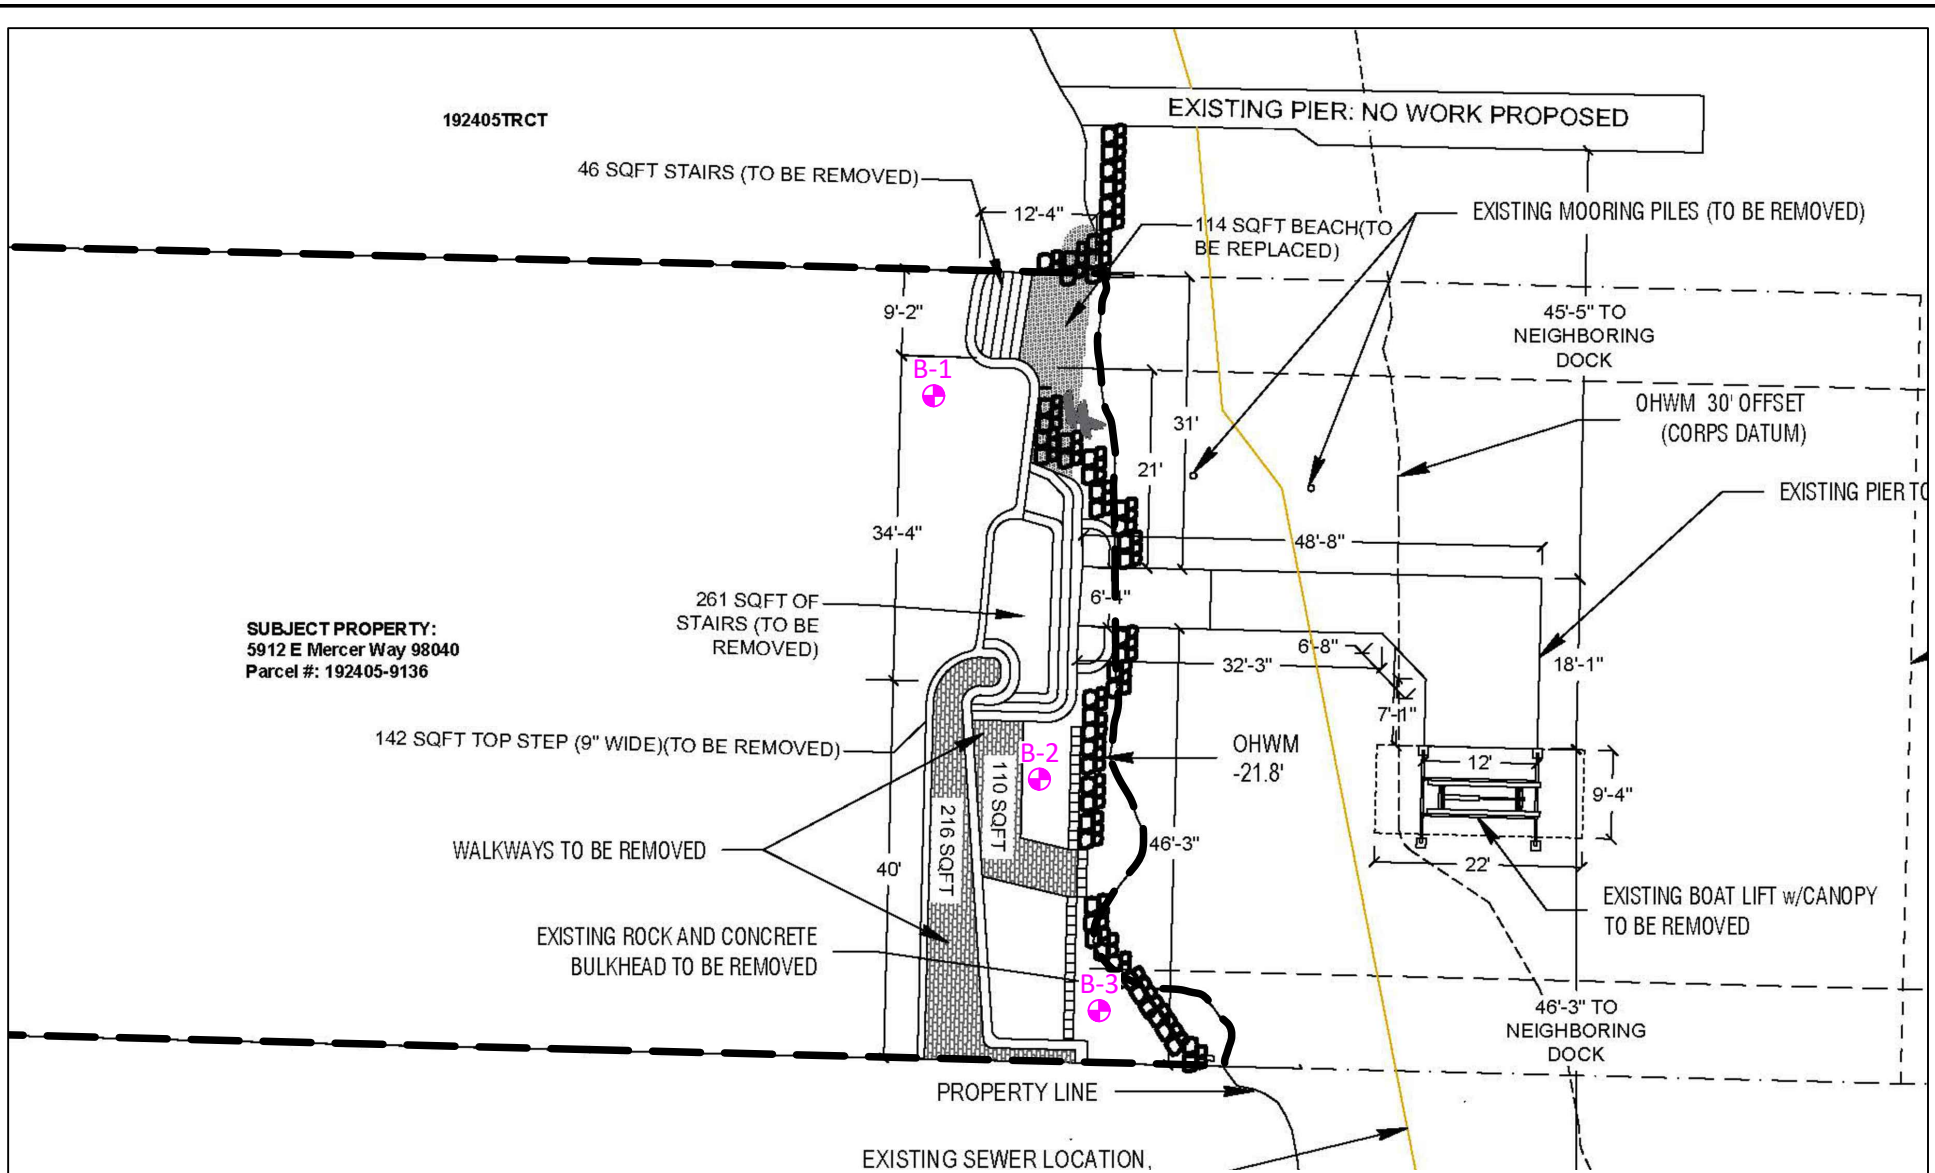 EXISTING PIER: NO WORK PROPOSED
192405TRCT
46 SQFT STAIRS (TO BE REMOVED)
12'-4"
114 SQFT BEACH(TO
BE REPLACED)
EXISTING MOORING PILES (TO BE REMOVED)
9'-2"
45'-5" TO
NEIGHBORING
DOCK
B-1
31'
OHWM 30' OFFSET
(CORPS DATUM)
21'
EXISTING PIER TO
34'-4"
48'-8"
261 SQFT OF
STAIRS (TO BE
REMOVED)
6'-4"
SUBJECT PROPERTY:
5912 E Mercer Way 98040
Parcel #: 192405-9136
6'-8"
32'-3"
18'-1"
7'-1"
142 SQFT TOP STEP (9" WIDE)(TO BE REMOVED)
OHWM
-21.8'
B-2
12'
110 SQFT
9'-4"
216 SQFT
WALKWAYS TO BE REMOVED
46'-3"
40'
22'
EXISTING BOAT LIFT w/CANOPY
TO BE REMOVED
EXISTING ROCK AND CONCRETE
BULKHEAD TO BE REMOVED
B-3
46'-3" TO
NEIGHBORING
DOCK
PROPERTY LINE
EXISTING SEWER LOCATION,